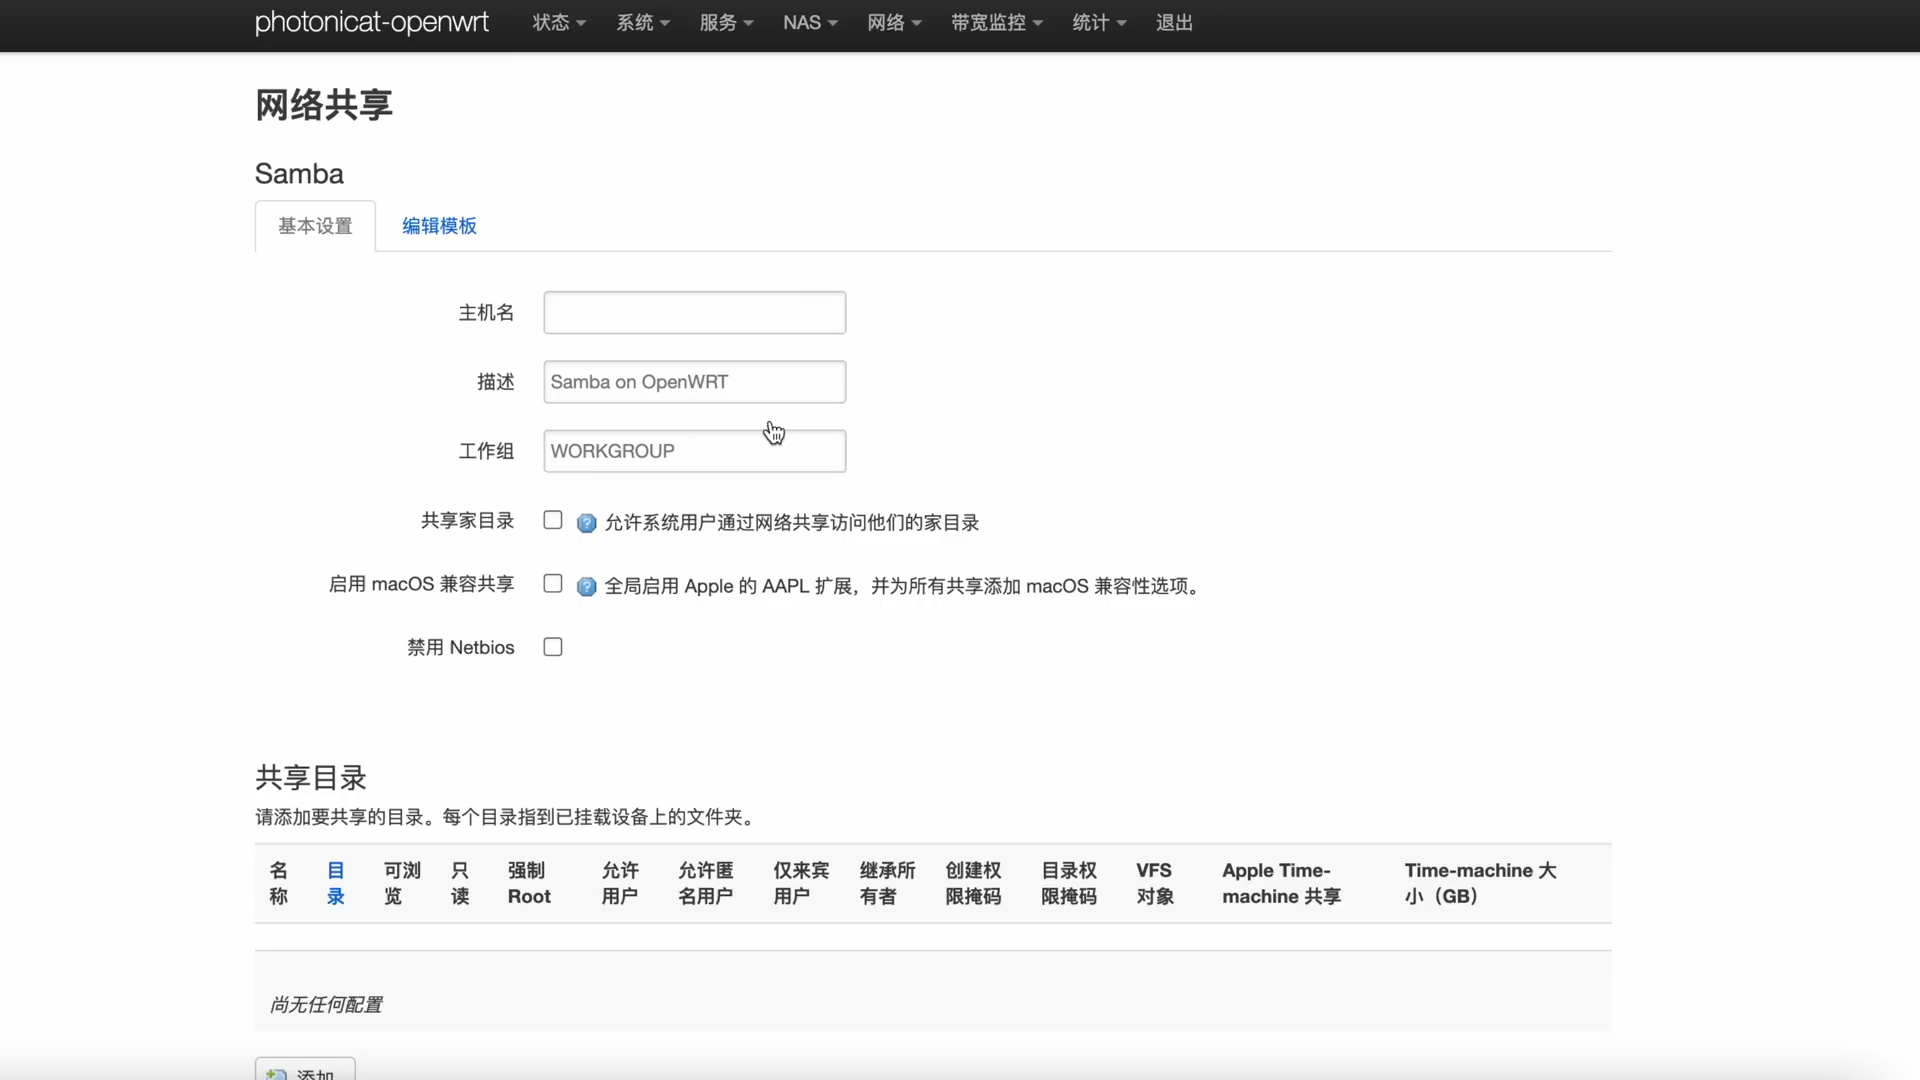 photonicat-openwrt 状态 系统 服务 NAS 网络 带宽监控 统计 退出
网络共享
Samba
基本设置 编辑模板
主机名
描述 Samba on OpenWRT
工作组 WORKGROUP
共享家目录 允许系统用户通过网络共享访问他们的家目录
启用 macOS 兼容共享 全局启用 Apple 的 AAPL 扩展，并为所有共享添加 macOS 兼容性选项。
禁用 Netbios
共享目录
请添加要共享的目录。每个目录指到已挂载设备上的文件夹。
名称 目录 可浏览 只读 强制 Root 允许用户 允许匿名用户 仅来宾用户 继承所有者 创建权限掩码 目录权限掩码 VFS 对象 Apple Time-machine 共享 Time-machine 大小（GB）
尚无任何配置
添加